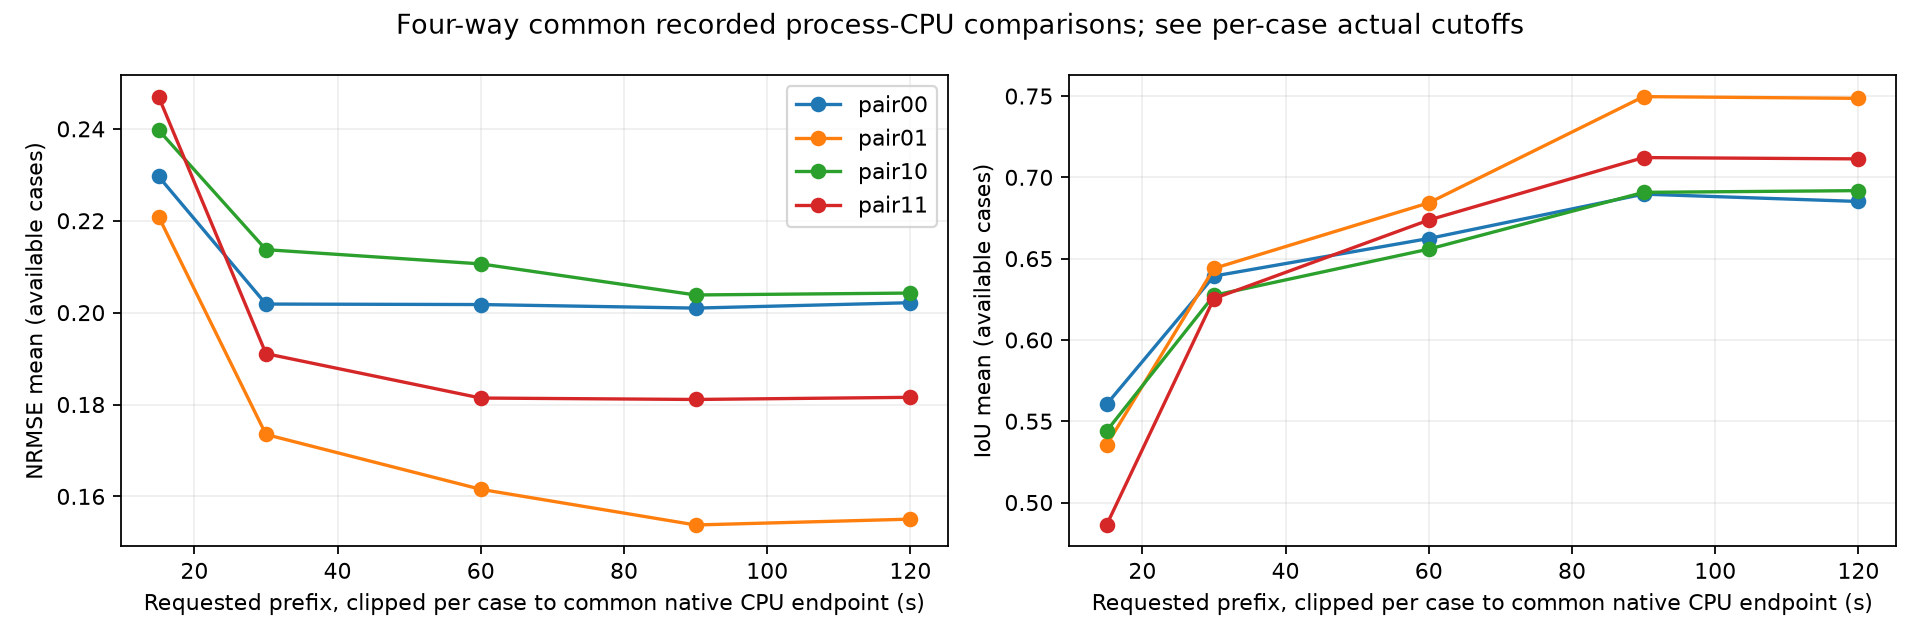 Four-way common recorded process-CPU comparisons; see per-case actual cutoffs
NRMSE mean (available cases)
0.24
0.22
0.20
0.18
0.16
20 40 60 80 100 120
Requested prefix, clipped per case to common native CPU endpoint (s)
pair00
pair01
pair10
pair11
IoU mean (available cases)
0.75
0.70
0.65
0.60
0.55
0.50
20 40 60 80 100 120
Requested prefix, clipped per case to common native CPU endpoint (s)